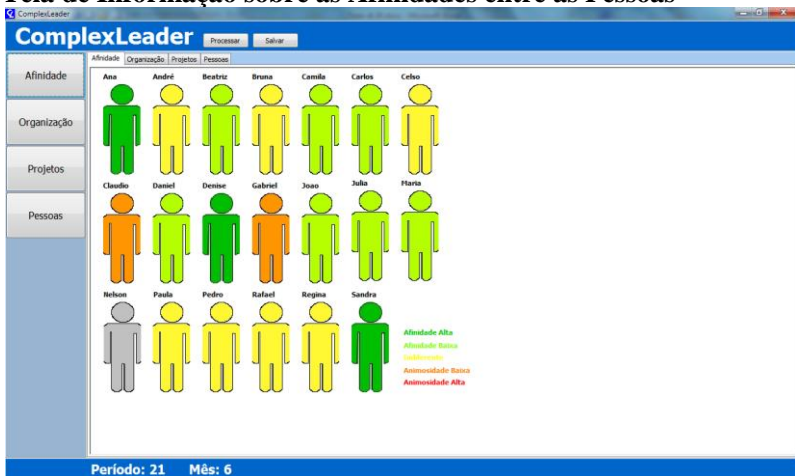 Tela de Informação sobre as Afinidades entre as Pessoas
ComplexLeader
ComplexLeader Processar Salvar
Afinidade Organização Projetos Pessoas
Afinidade
Organização
Projetos
Pessoas
Ana André Beatriz Bruna Camila Carlos Celso
Claudio Daniel Denise Gabriel Joao Julia Maria
Nelson Paula Pedro Rafael Regina Sandra
Afinidade Alta
Afinidade Baixa
Indiferente
Animosidade Baixa
Animosidade Alta
Período: 21 Mês: 6